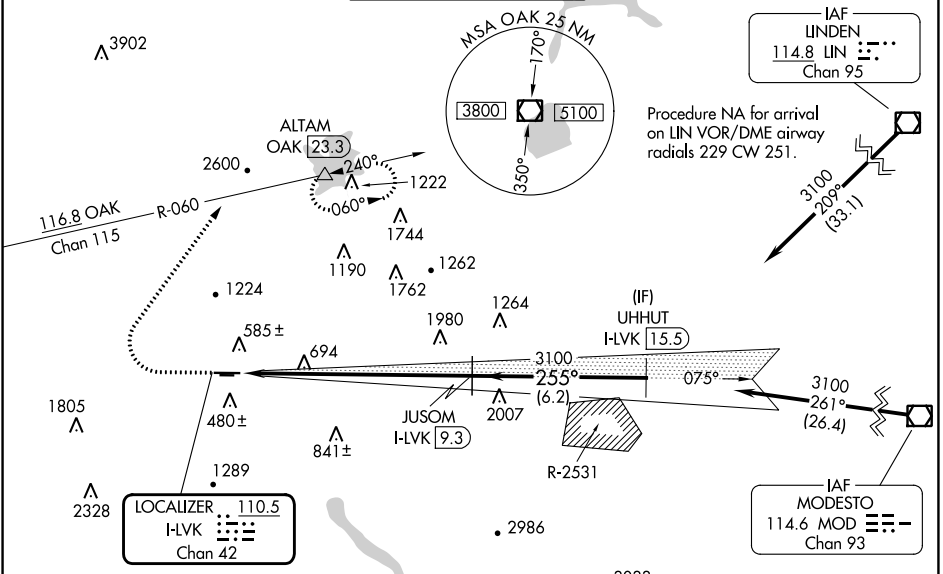 MSA OAK 25 NM
170°
350°
3800
5100
3902
IAF
LINDEN
114.8 LIN
Chan 95
Procedure NA for arrival
on LIN VOR/DME airway
radials 229 CW 251.
3100
209°
(33.1)
ALTAM
OAK 23.3
2600
240°
060°
1222
116.8 OAK
R-060
Chan 115
1744
1190
1762
1262
1224
585±
694
1980
1264
(IF)
UHHUT
I-LVK 15.5
3100
255°
(6.2)
075°
3100
261°
(26.4)
JUSOM
I-LVK 9.3
2007
R-2531
1805
480±
841±
1289
2328
LOCALIZER 110.5
I-LVK
Chan 42
2986
IAF
MODESTO
114.6 MOD
Chan 93